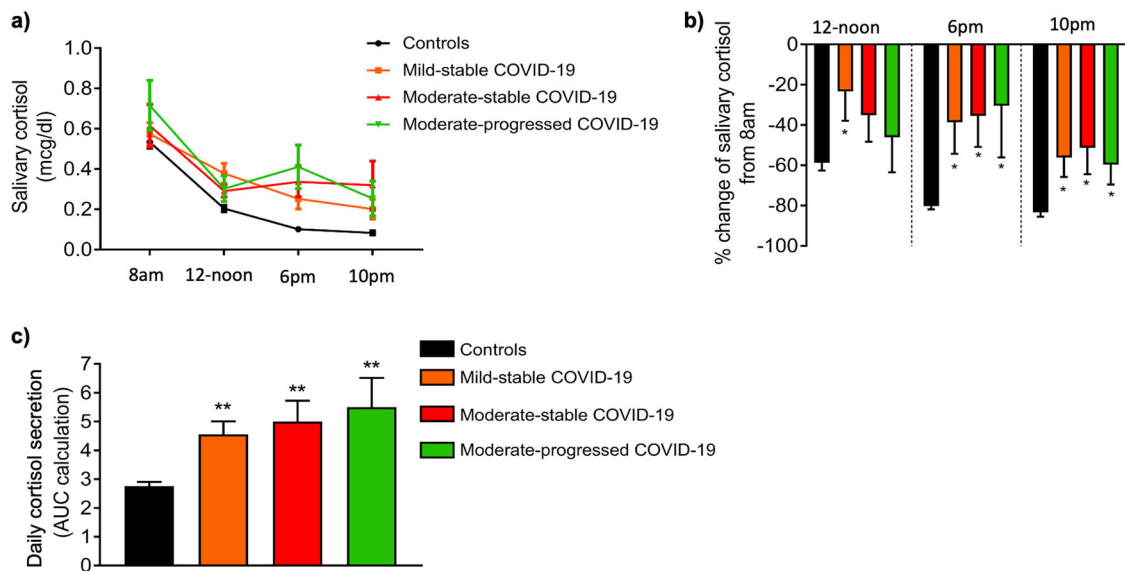 a)
Salivary cortisol
(mcg/dl)
1.0
0.8
0.6
0.4
0.2
0.0
8am
12-noon
6pm
10pm
Controls
Mild-stable COVID-19
Moderate-stable COVID-19
Moderate-progressed COVID-19
b)
12-noon
6pm
10pm
% change of salivary cortisol
from 8am
0
-20
-40
-60
-80
-100
*
*
*
*
*
*
*
c)
Daily cortisol secretion
(AUC calculation)
7
6
5
4
3
2
1
0
**
**
**
Controls
Mild-stable COVID-19
Moderate-stable COVID-19
Moderate-progressed COVID-19